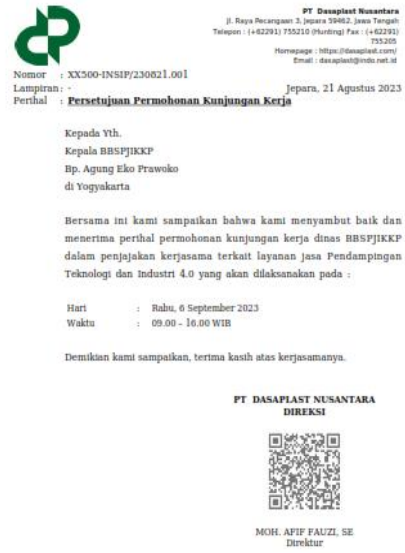 PT Dasaplast Nusantara
Jl. Raya Pecangaan 3, Jepara 59462, Jawa Tengah
Telepon : (+62291) 755210 (Hunting) Fax : (+62291)
755205
Homepage : https://dasaplast.com/
Email : dasaplast@indo.net.id
Nomor : XX500-INSIP/230821.001
Lampiran : - Jepara, 21 Agustus 2023
Perihal : Persetujuan Permohonan Kunjungan Kerja
Kepada Yth.
Kepala BBSPJIKKP
Bp. Agung Eko Prawoko
di Yogyakarta
Bersama ini kami sampaikan bahwa kami menyambut baik dan
menerima perihal permohonan kunjungan kerja dinas BBSPJIKKP
dalam penjajakan kerjasama terkait layanan jasa Pendampingan
Teknologi dan Industri 4.0 yang akan dilaksanakan pada :
Hari : Rabu, 6 September 2023
Waktu : 09.00 – 16.00 WIB
Demikian kami sampaikan, terima kasih atas kerjasamanya.
PT DASAPLAST NUSANTARA
DIREKSI
MOH. AFIF FAUZI, SE
Direktur